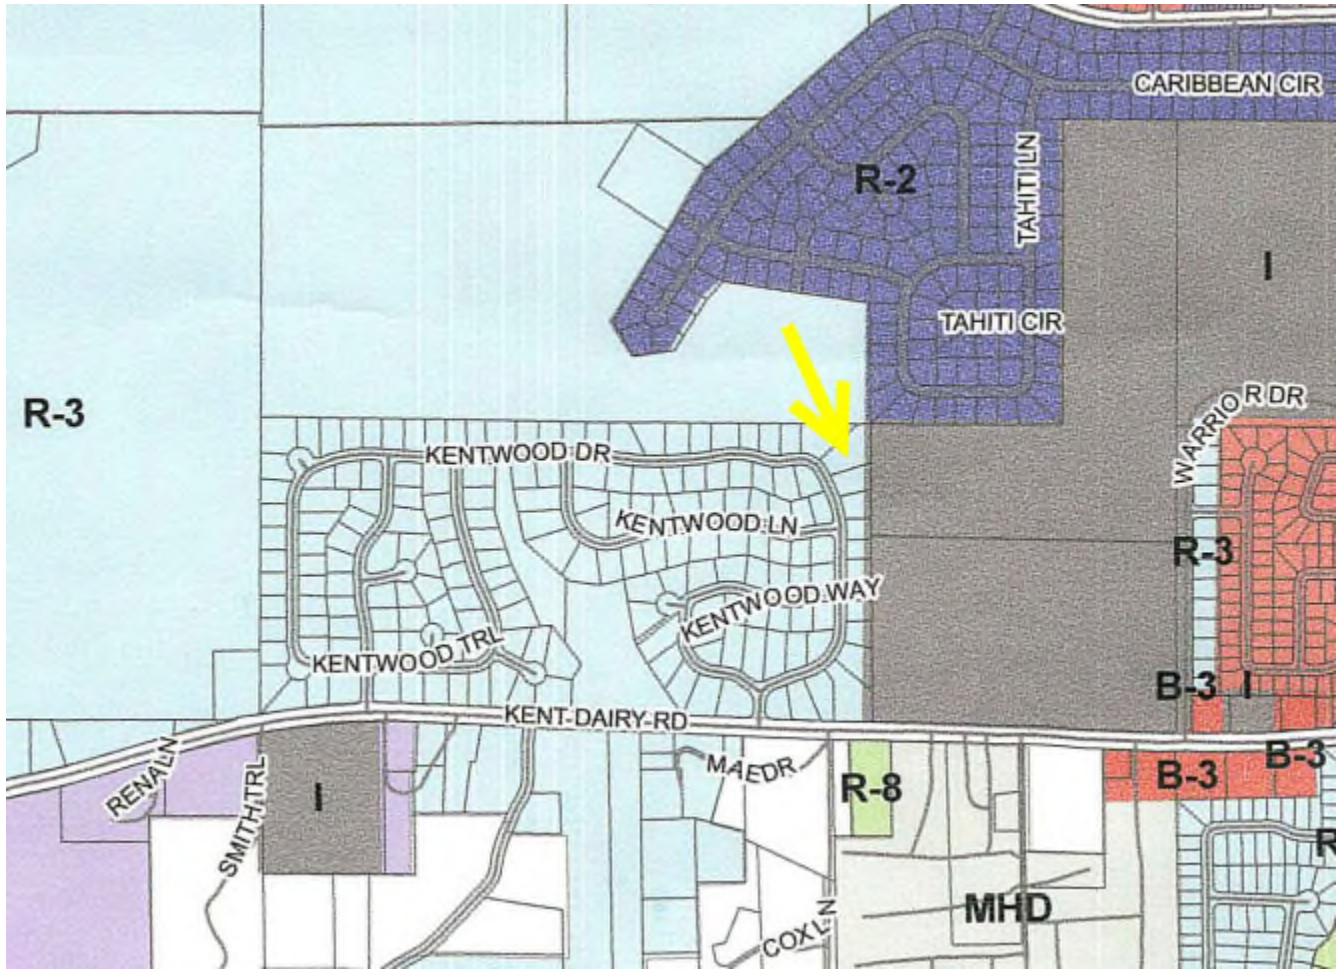 CARIBBEAN CIR
R-2
TAHITI LN
I
TAHITI CIR
R-3
WARRIOR DR
KENTWOOD DR
KENTWOOD LN
R-3
KENTWOOD WAY
KENTWOOD TRL
B-3
I
KENT DAIRY RD
B-3
RENA LN
SMITH TRL
I
MAE DR
R-8
B-3
R
MHD
COX LN